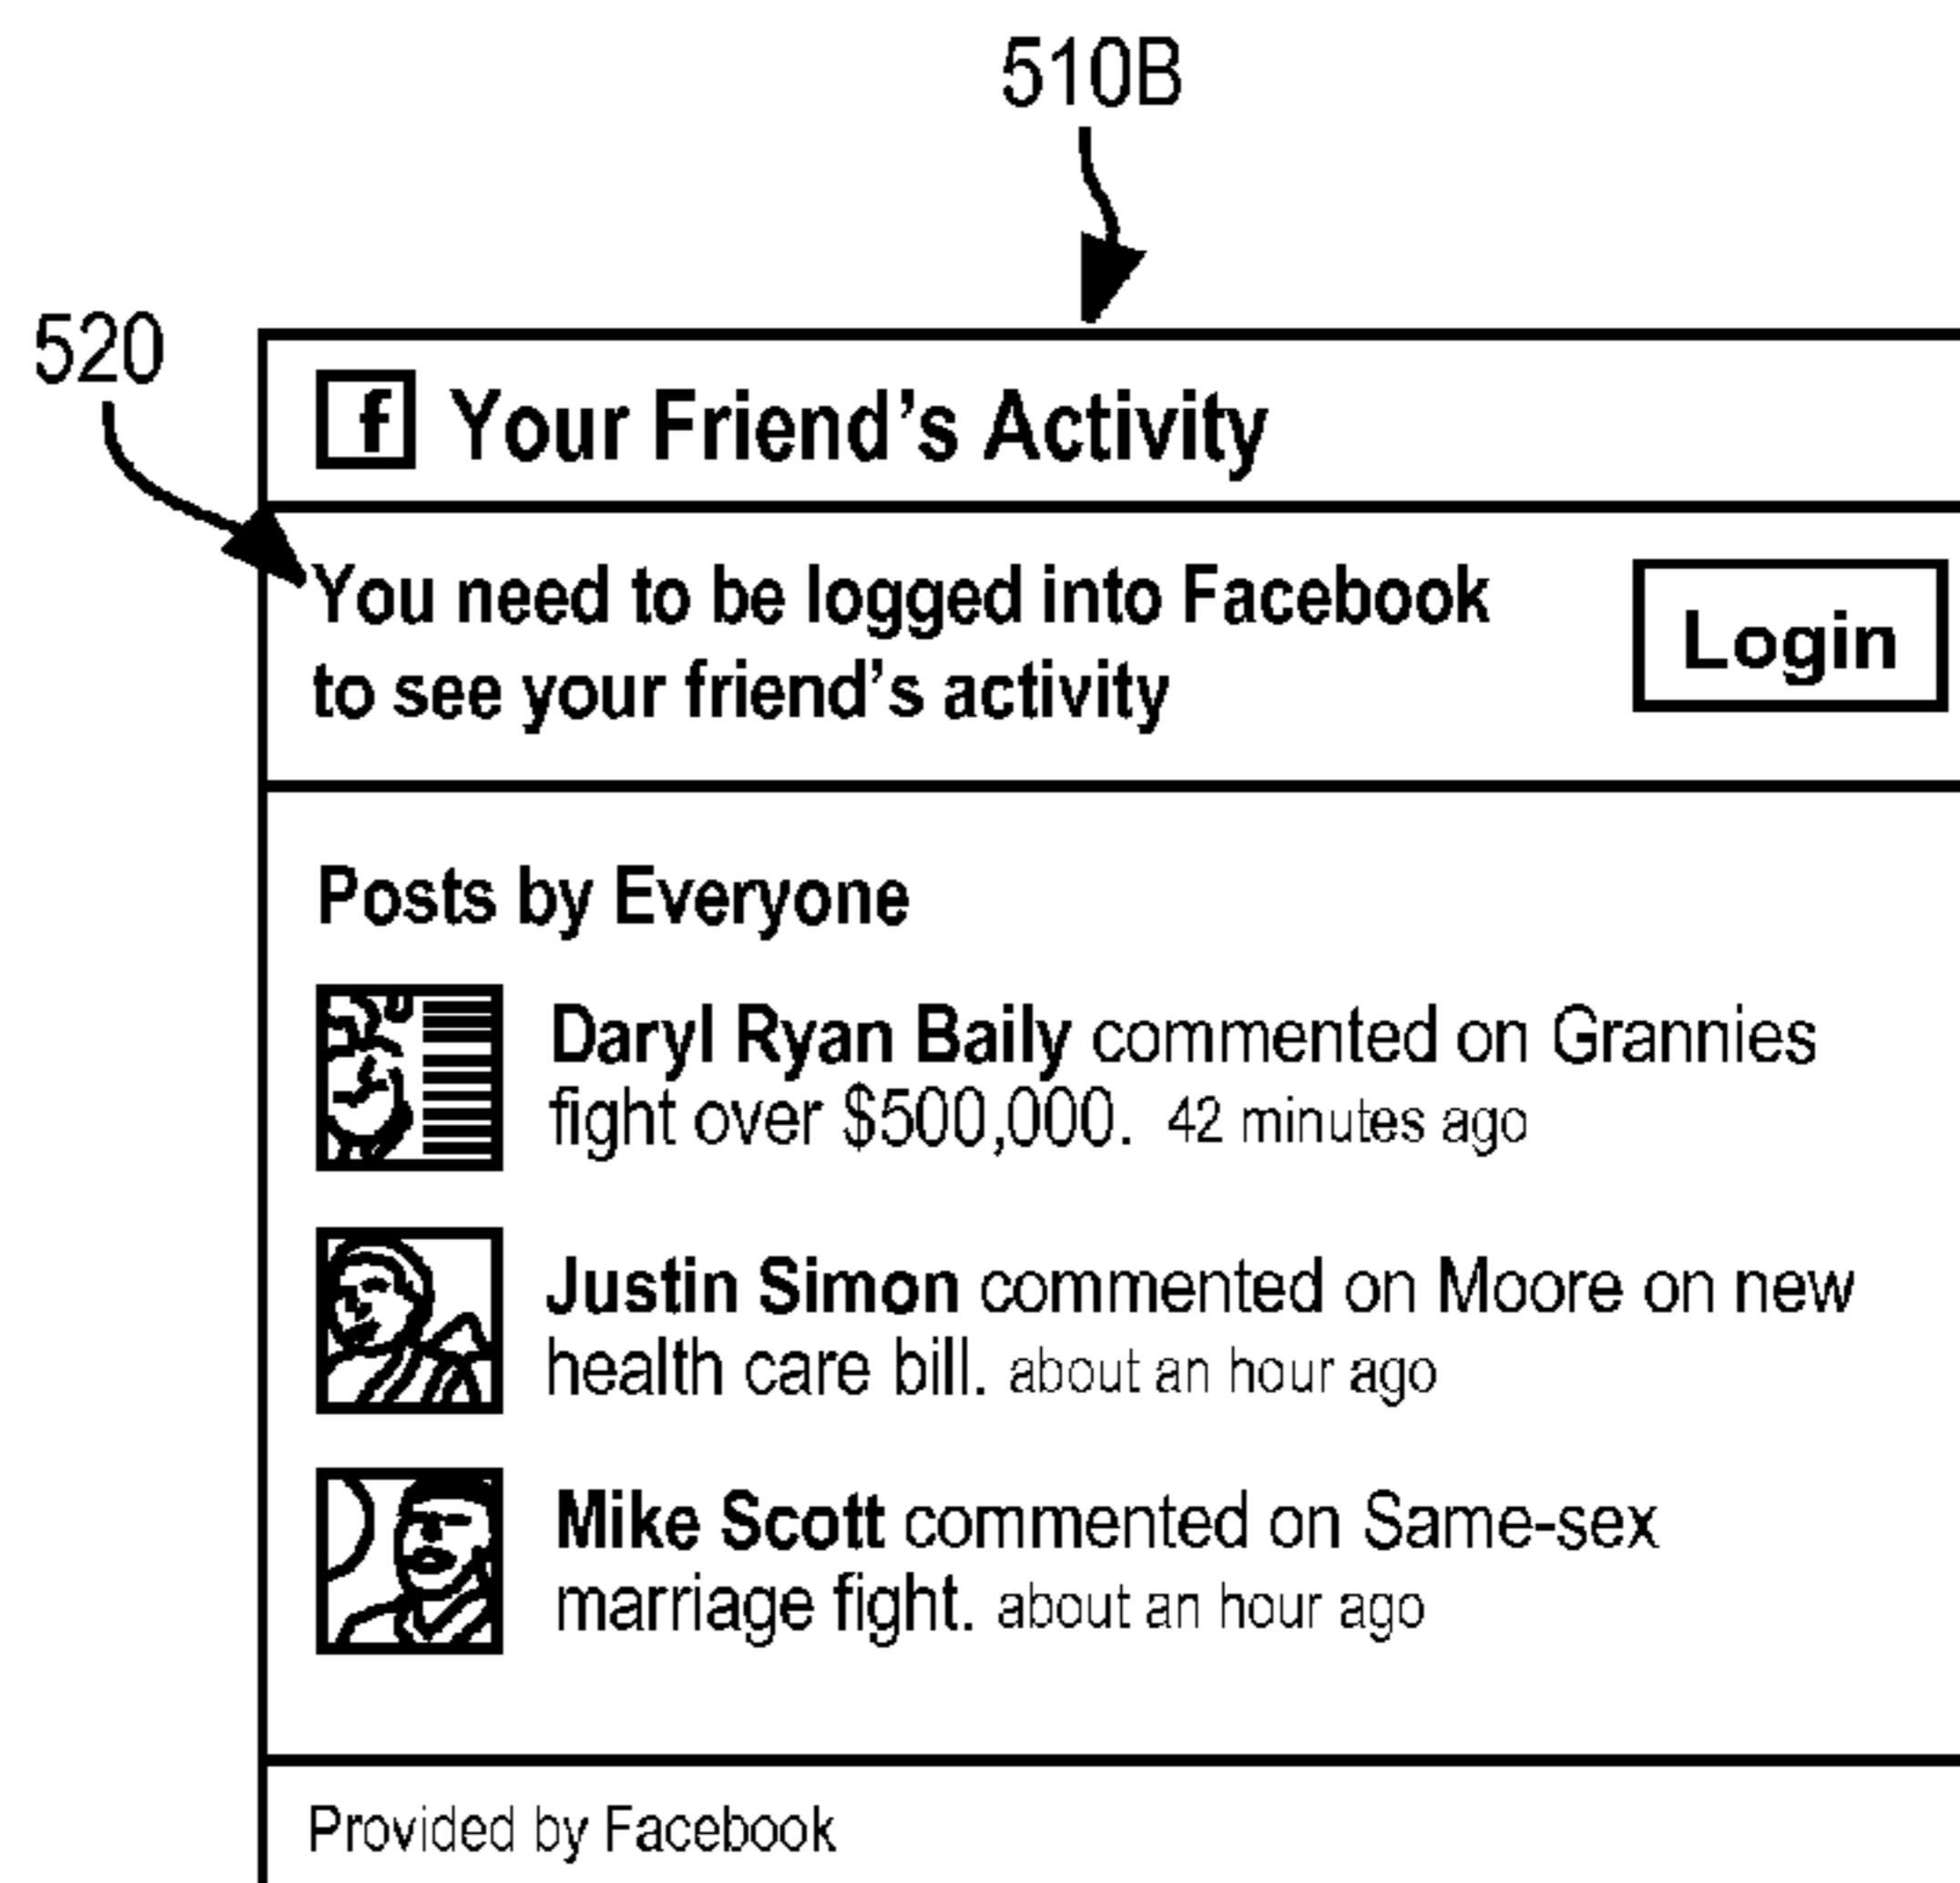 510B
520
f Your Friend's Activity
You need to be logged into Facebook
to see your friend's activity
Login
Posts by Everyone
Daryl Ryan Baily commented on Grannies
fight over $500,000. 42 minutes ago
Justin Simon commented on Moore on new
health care bill. about an hour ago
Mike Scott commented on Same-sex
marriage fight. about an hour ago
Provided by Facebook